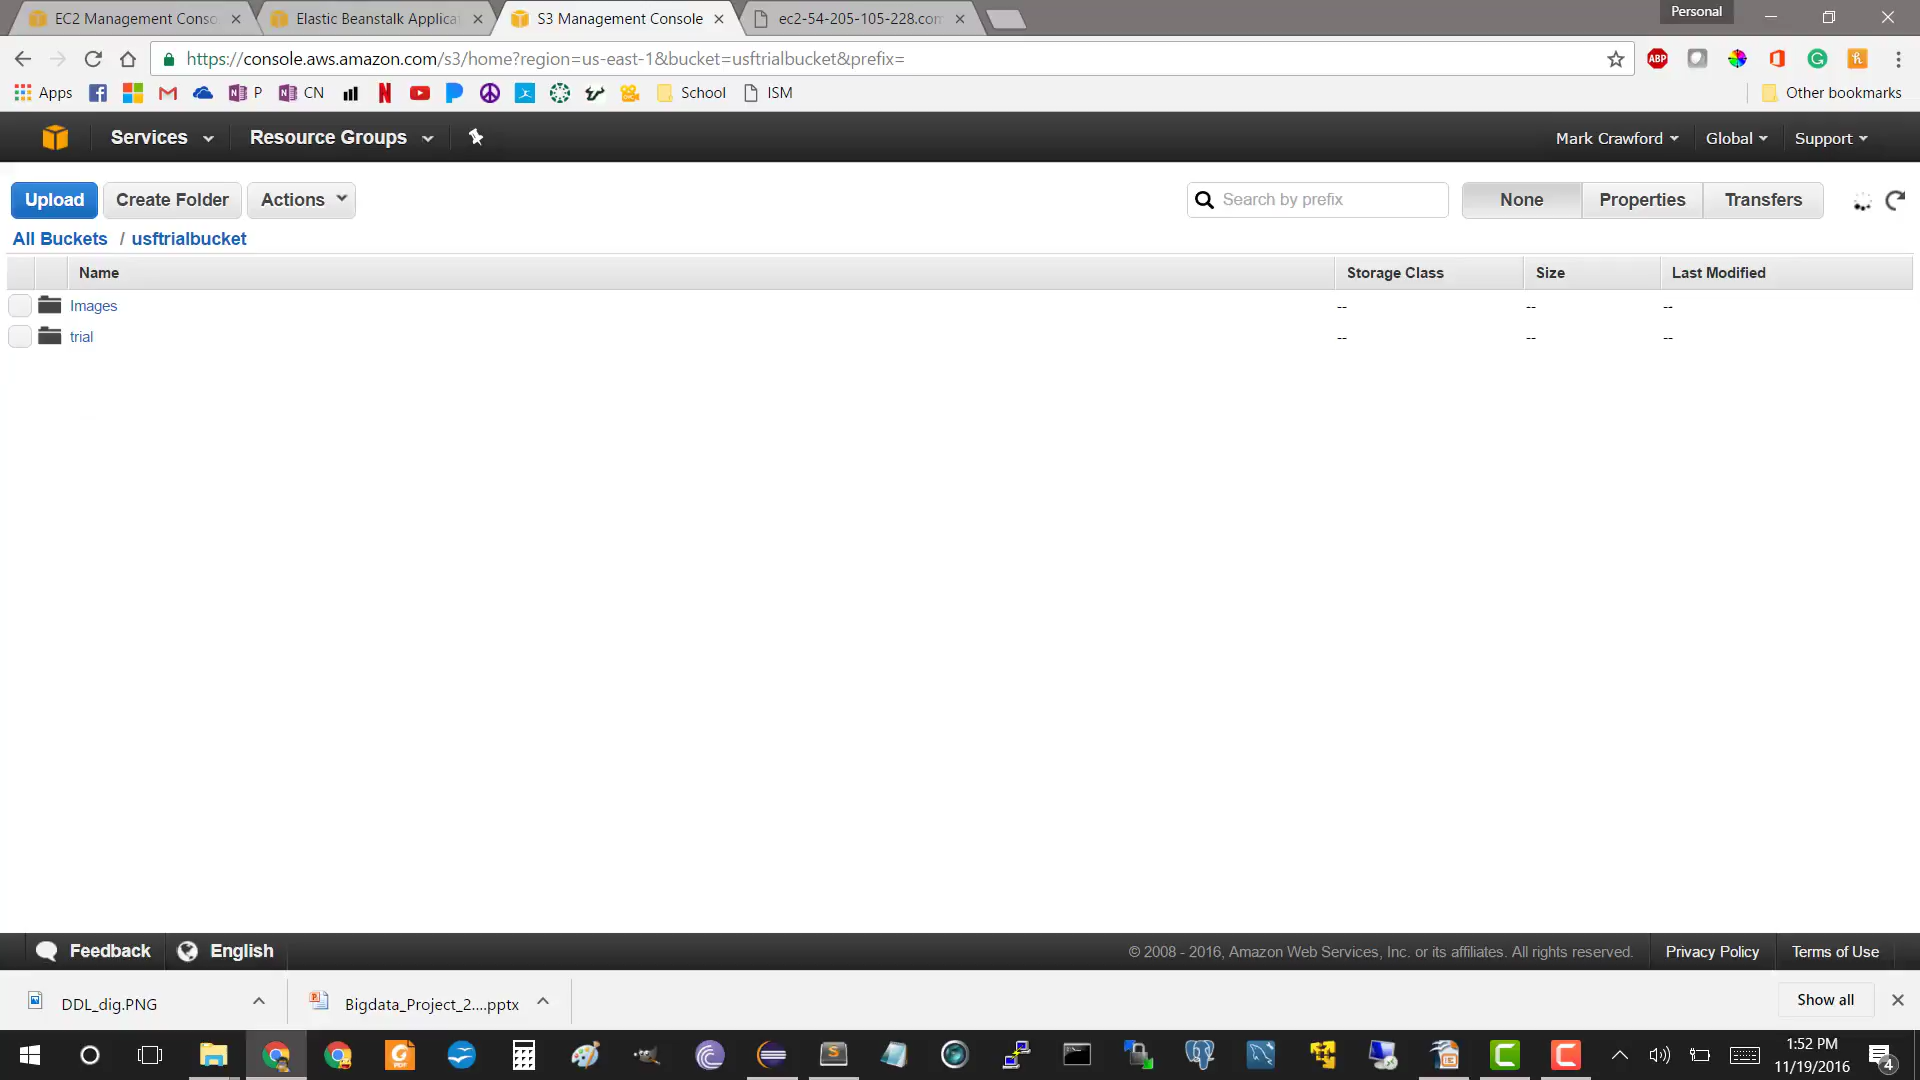 Personal
EC2 Management Conso
Elastic Beanstalk Applica
S3 Management Console
ec2-54-205-105-228.com
https://console.aws.amazon.com/s3/home?region=us-east-1&bucket=usftrialbucket&prefix=
ABP
Apps
P
CN
School
ISM
Other bookmarks
Services
Resource Groups
Mark Crawford
Global
Support
Upload
Create Folder
Actions
Search by prefix
None
Properties
Transfers
All Buckets / usftrialbucket
Name
Storage Class
Size
Last Modified
Images
--
--
--
trial
--
--
--
Feedback
English
© 2008 - 2016, Amazon Web Services, Inc. or its affiliates. All rights reserved.
Privacy Policy
Terms of Use
DDL_dig.PNG
Bigdata_Project_2....pptx
Show all
1:52 PM
11/19/2016
4